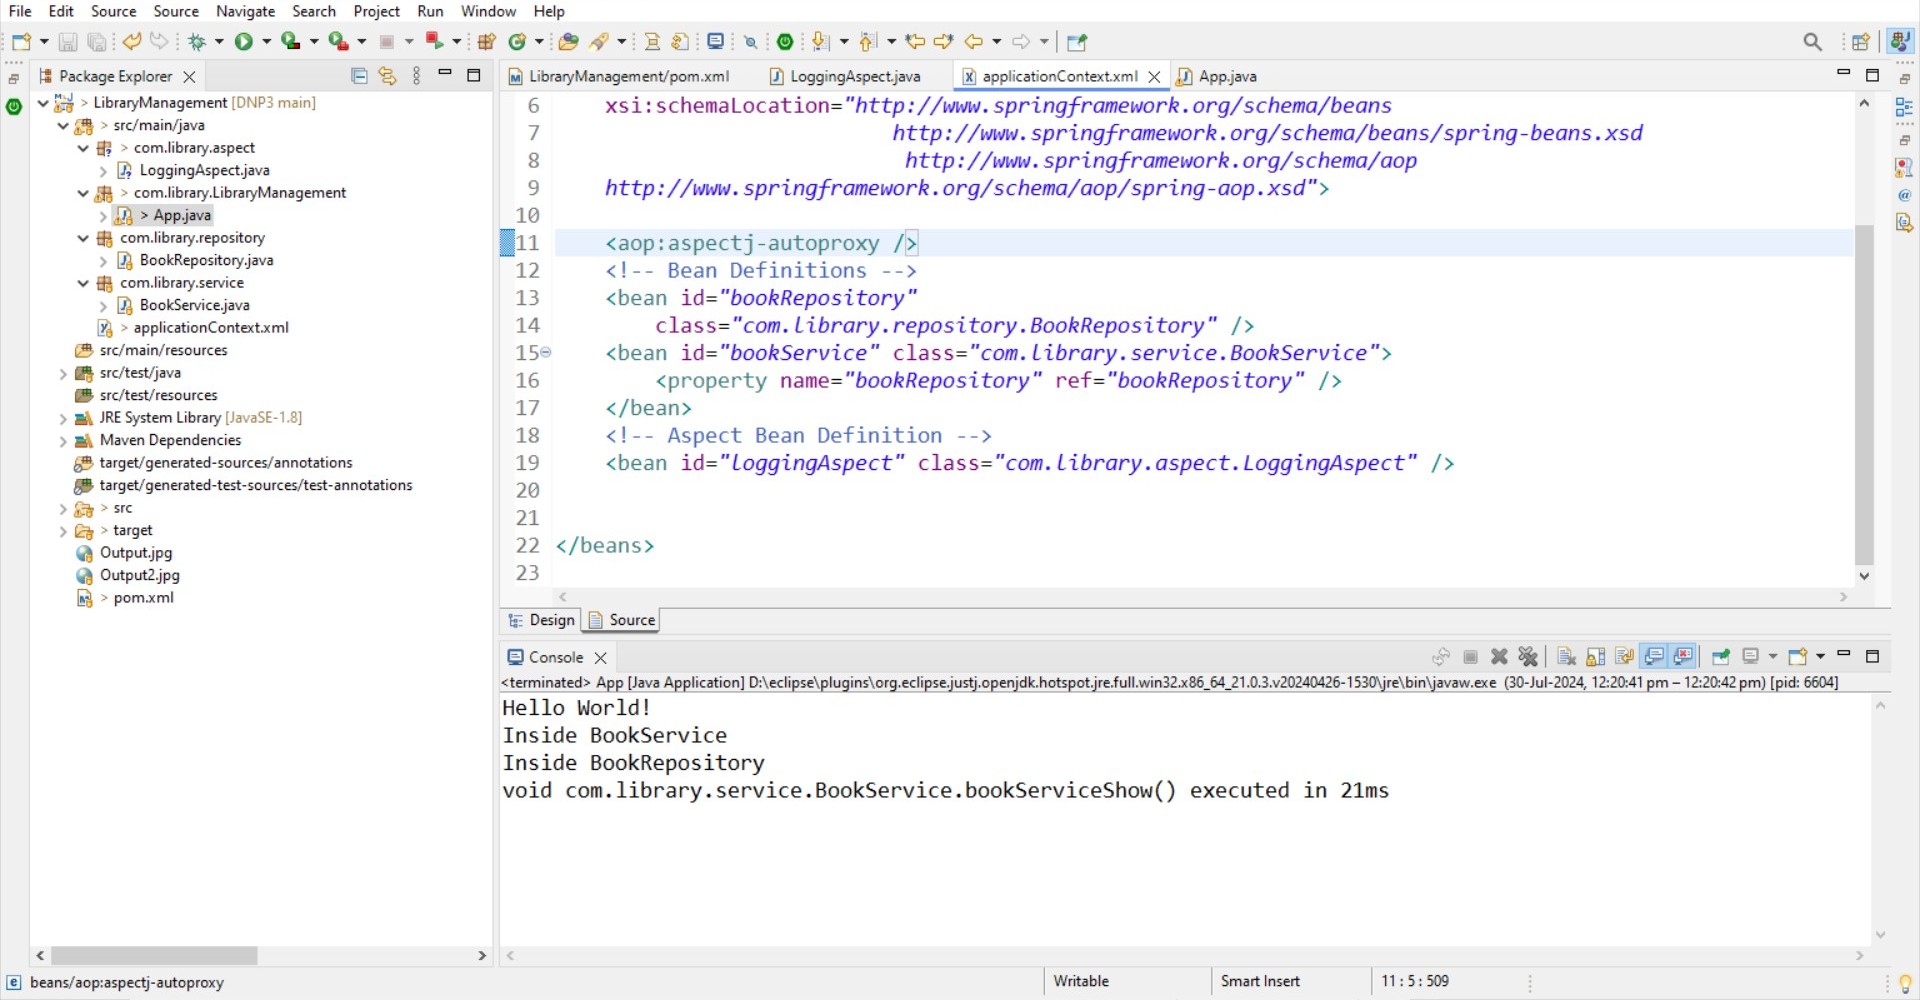 File Edit Source Source Navigate Search Project Run Window Help
Package Explorer
LibraryManagement [DNP3 main]
src/main/java
com.library.aspect
LoggingAspect.java
com.library.LibraryManagement
App.java
com.library.repository
BookRepository.java
com.library.service
BookService.java
applicationContext.xml
src/main/resources
src/test/java
src/test/resources
JRE System Library [JavaSE-1.8]
Maven Dependencies
target/generated-sources/annotations
target/generated-test-sources/test-annotations
src
target
Output.jpg
Output2.jpg
pom.xml
LibraryManagement/pom.xml LoggingAspect.java applicationContext.xml App.java
6 xsi:schemaLocation="http://www.springframework.org/schema/beans
7 http://www.springframework.org/schema/beans/spring-beans.xsd
8 http://www.springframework.org/schema/aop
9 http://www.springframework.org/schema/aop/spring-aop.xsd">
10
11 <aop:aspectj-autoproxy />
12 <!-- Bean Definitions -->
13 <bean id="bookRepository"
14 class="com.library.repository.BookRepository" />
15 <bean id="bookService" class="com.library.service.BookService">
16 <property name="bookRepository" ref="bookRepository" />
17 </bean>
18 <!-- Aspect Bean Definition -->
19 <bean id="loggingAspect" class="com.library.aspect.LoggingAspect" />
20
21
22 </beans>
23
Design Source
Console
<terminated> App [Java Application] D:\eclipse\plugins\org.eclipse.justj.openjdk.hotspot.jre.full.win32.x86_64_21.0.3.v20240426-1530\jre\bin\javaw.exe (30-Jul-2024, 12:20:41 pm – 12:20:42 pm) [pid: 6604]
Hello World!
Inside BookService
Inside BookRepository
void com.library.service.BookService.bookServiceShow() executed in 21ms
beans/aop:aspectj-autoproxy Writable Smart Insert 11 : 5 : 509